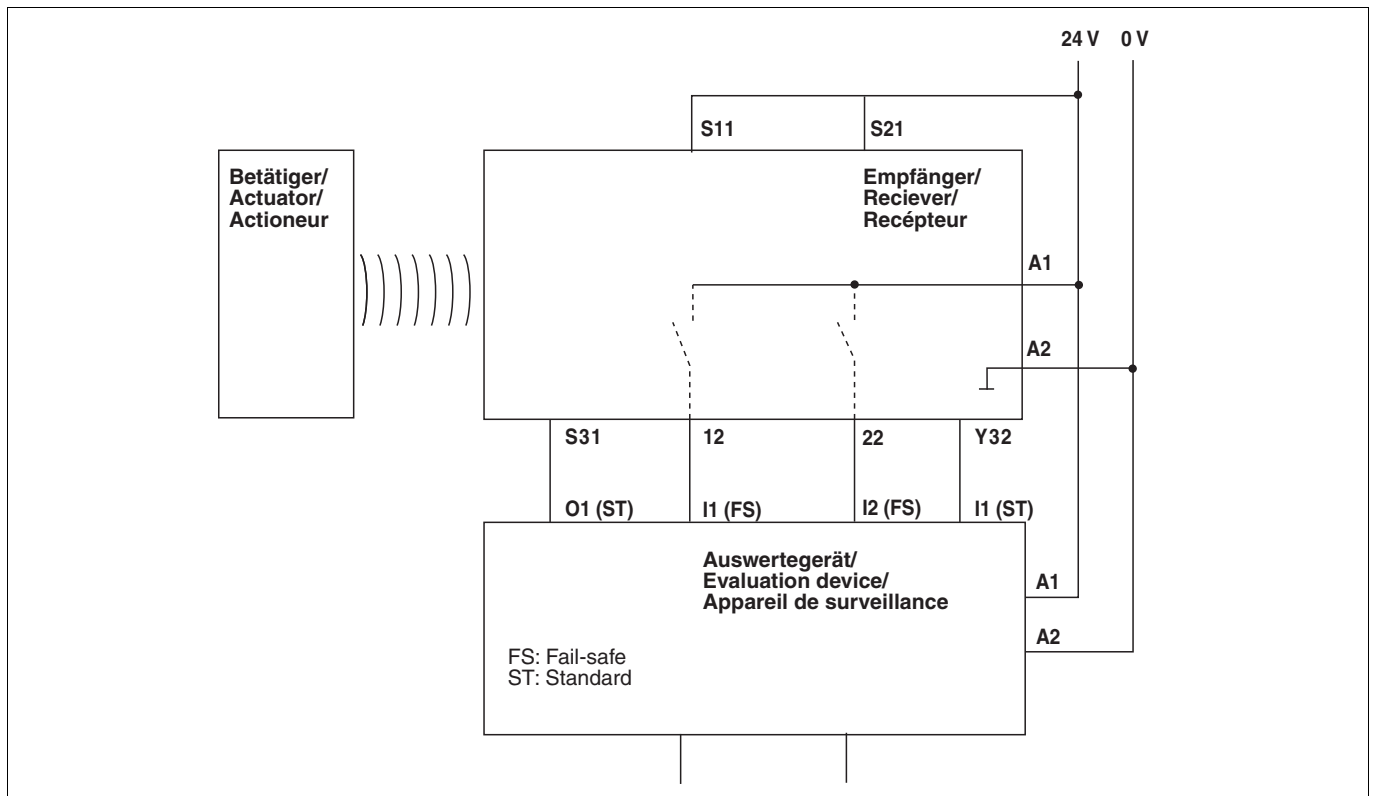 24 V 0 V
S11 S21
Betätiger/
Actuator/
Actioneur
Empfänger/
Reciever/
Recépteur
A1
A2
S31 12 22 Y32
O1 (ST) I1 (FS) I2 (FS) I1 (ST)
Auswertegerät/
Evaluation device/
Appareil de surveillance
A1
A2
FS: Fail-safe
ST: Standard